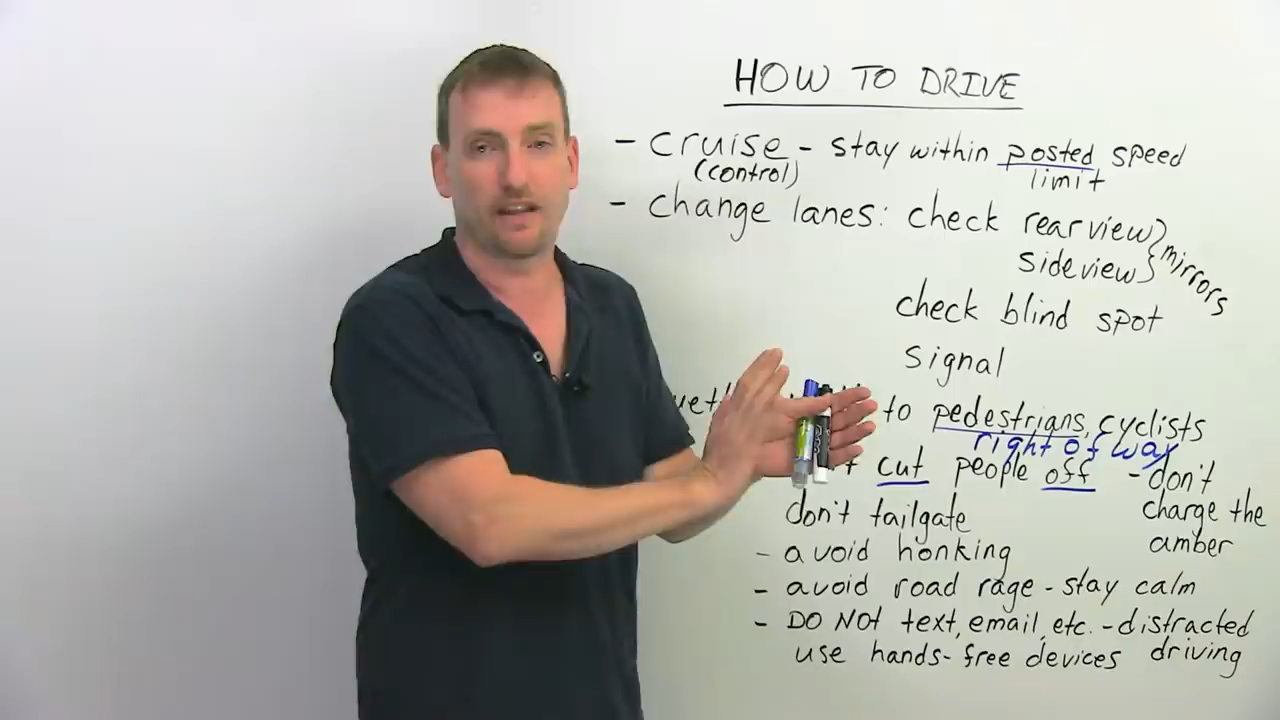 HOW TO DRIVE
- cruise - stay within posted speed
(control) limit
- change lanes: check rearview } mirrors
sideview
check blind spot
signal
to pedestrians, cyclists
right of way
cut people off - don't
don't tailgate charge the
- avoid honking amber
- avoid road rage - stay calm
- DO NOT text, email, etc. - distracted
use hands-free devices driving